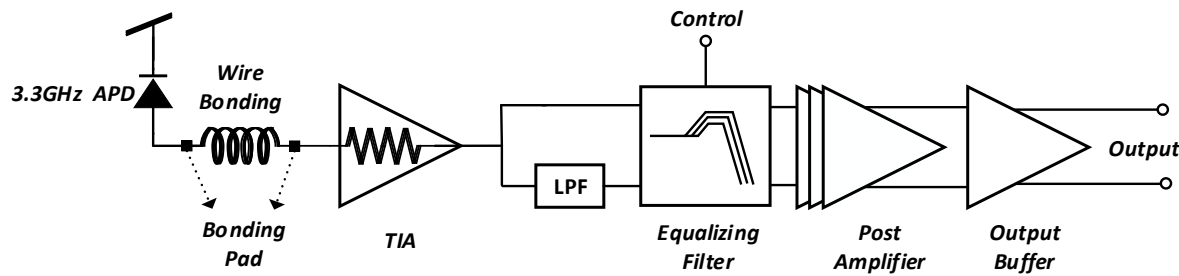 Control
3.3GHz APD
Wire
Bonding
LPF
Output
Bonding
Pad
TIA
Equalizing
Filter
Post
Amplifier
Output
Buffer